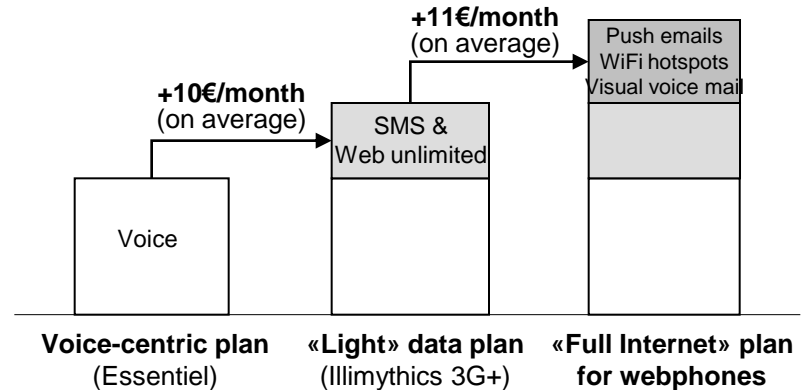 +11€/month
(on average)
Push emails
WiFi hotspots
Visual voice mail
+10€/month
(on average)
SMS &
Web unlimited
Voice
Voice-centric plan
(Essentiel)
«Light» data plan
(Illimythics 3G+)
«Full Internet» plan
for webphones